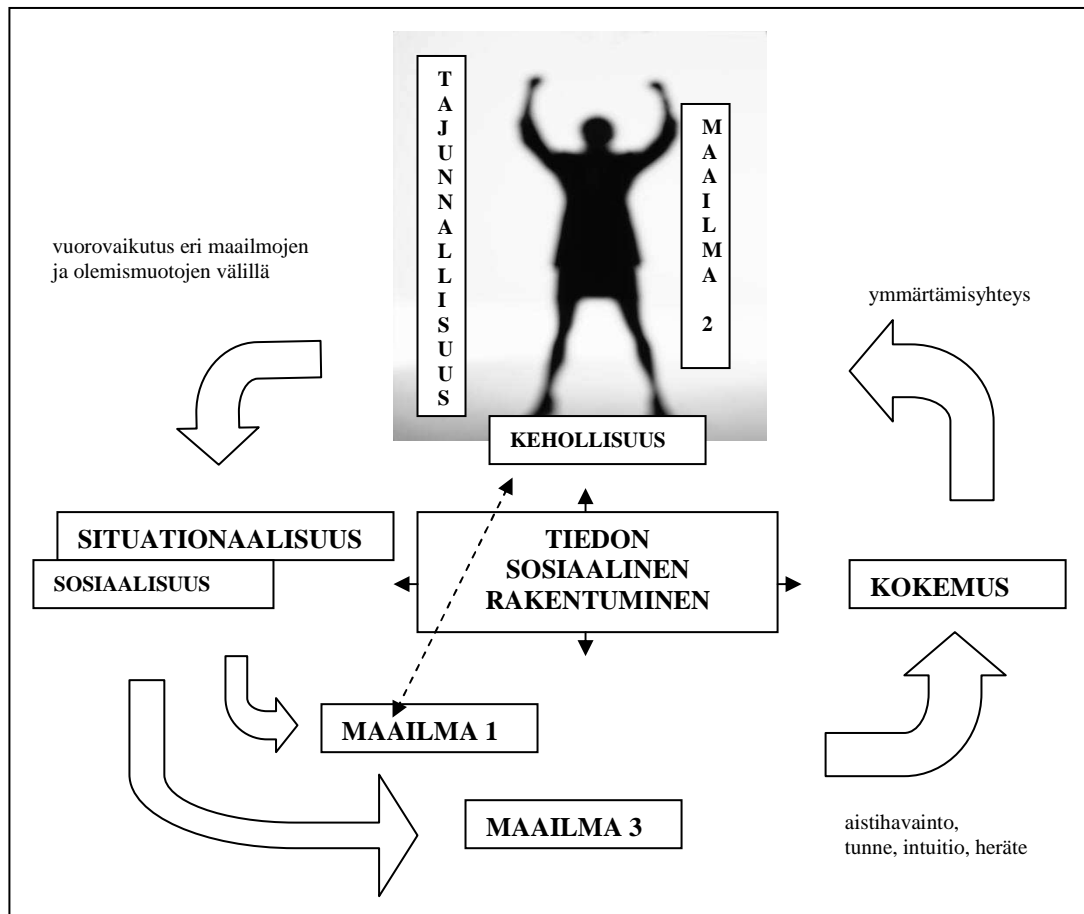 TAJUNNALLISUUS
MAAILMA 2
vuorovaikutus eri maailmojen
ja olemismuotojen välillä
ymmärtämisyhteys
KEHOLLISUUS
SITUATIONAALISUUS
SOSIAALISUUS
TIEDON
SOSIAALINEN
RAKENTUMINEN
KOKEMUS
MAAILMA 1
MAAILMA 3
aistihavainto,
tunne, intuitio, heräte